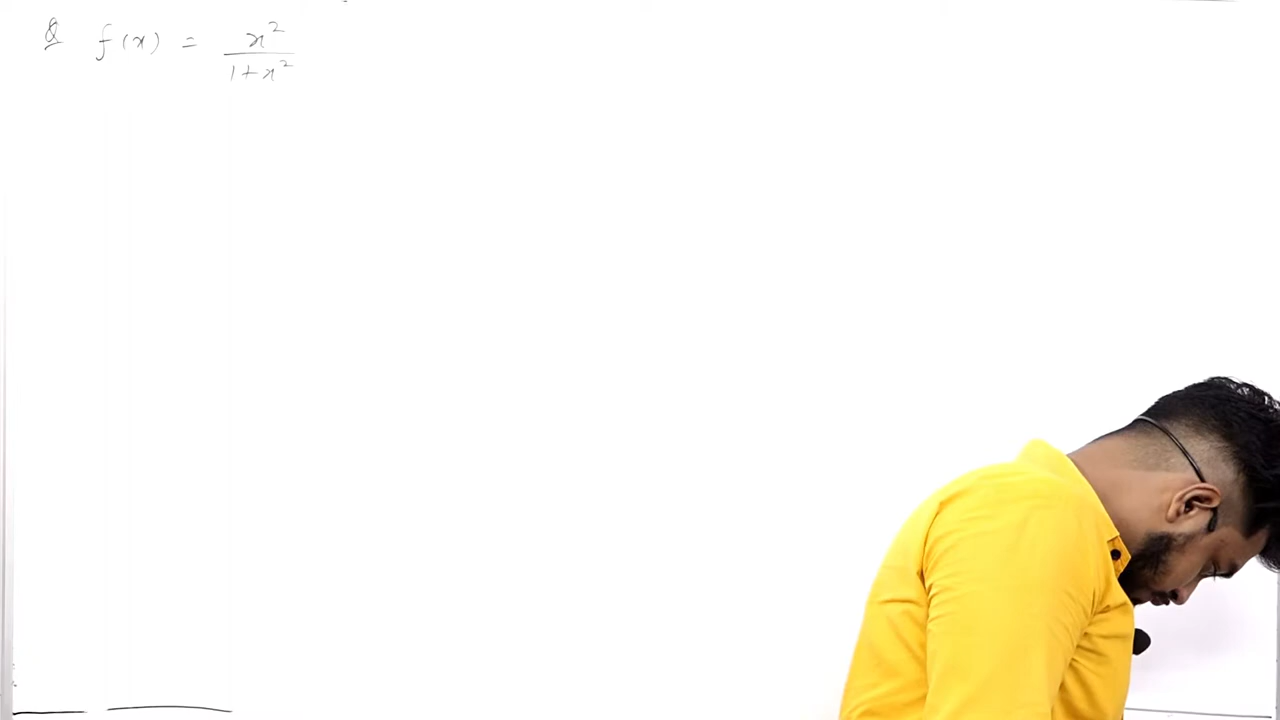 Q f(x) = x² / (1+x²)